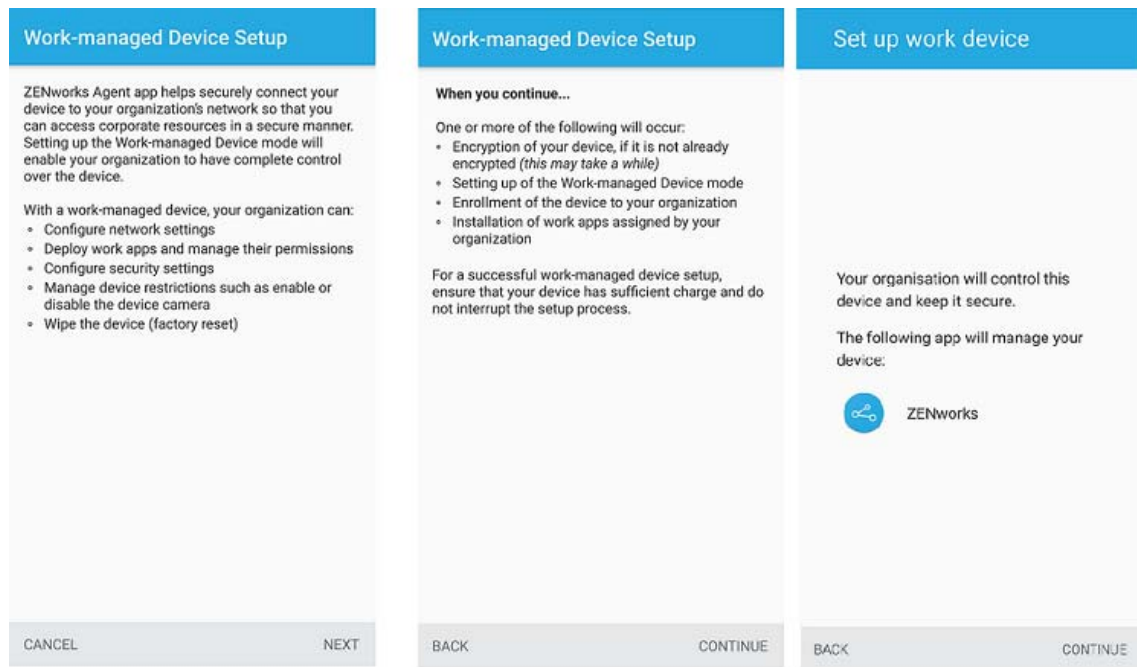 Work-managed Device Setup
ZENworks Agent app helps securely connect your
device to your organization's network so that you
can access corporate resources in a secure manner.
Setting up the Work-managed Device mode will
enable your organization to have complete control
over the device.
With a work-managed device, your organization can:
• Configure network settings
• Deploy work apps and manage their permissions
• Configure security settings
• Manage device restrictions such as enable or
disable the device camera
• Wipe the device (factory reset)
CANCEL NEXT
Work-managed Device Setup
When you continue...
One or more of the following will occur:
• Encryption of your device, if it is not already
encrypted (this may take a while)
• Setting up of the Work-managed Device mode
• Enrollment of the device to your organization
• Installation of work apps assigned by your
organization
For a successful work-managed device setup,
ensure that your device has sufficient charge and do
not interrupt the setup process.
BACK CONTINUE
Set up work device
Your organisation will control this
device and keep it secure.
The following app will manage your
device:
ZENworks
BACK CONTINUE